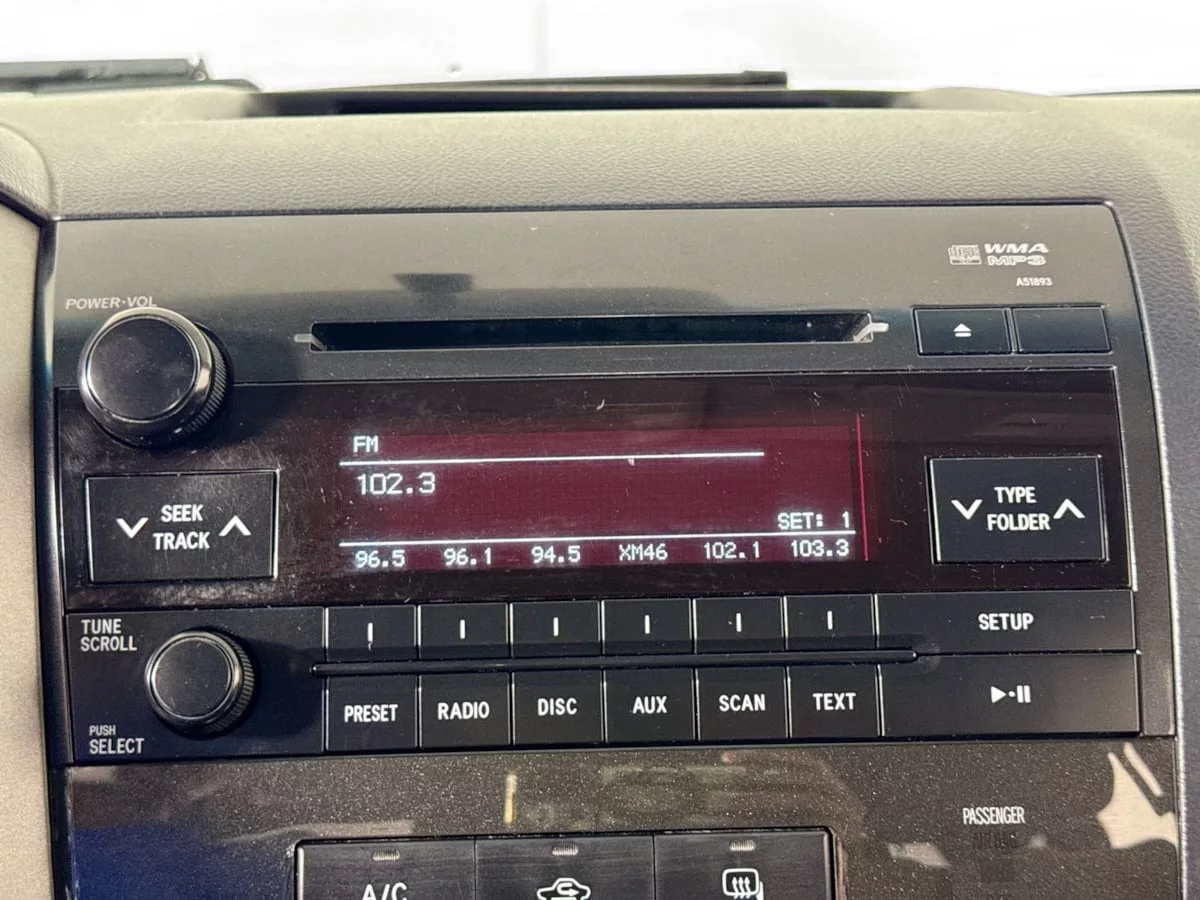 WMA
MP3
A51893
POWER·VOL
FM
102.3
SEEK
TRACK
TYPE
FOLDER
SET: 1
96.5 96.1 94.5 XM46 102.1 103.3
TUNE
SCROLL
SETUP
PUSH
SELECT
PRESET RADIO DISC AUX SCAN TEXT
PASSENGER
A/C